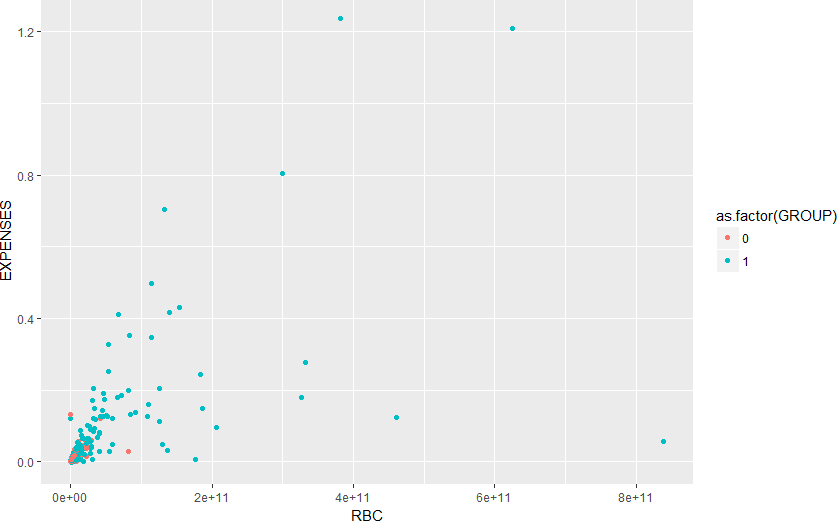 1.2
0.8
0.4
0.0
EXPENSES
0e+00 2e+11 4e+11 6e+11 8e+11
RBC
as.factor(GROUP)
0
1